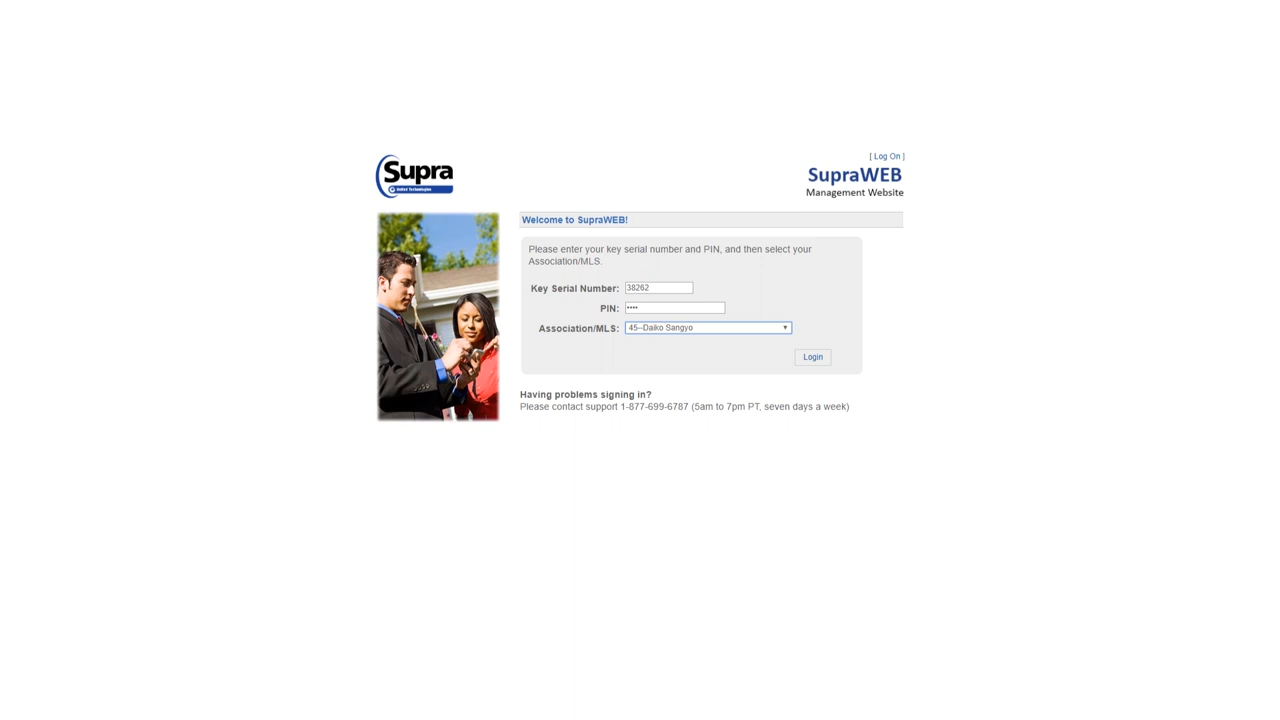 Supra
United Technologies
[ Log On ]
SupraWEB
Management Website
Welcome to SupraWEB!
Please enter your key serial number and PIN, and then select your
Association/MLS.
Key Serial Number: 38262
PIN: ••••
Association/MLS: 45--Daiko Sangyo ▼
Login
Having problems signing in?
Please contact support 1-877-699-6787 (5am to 7pm PT, seven days a week)